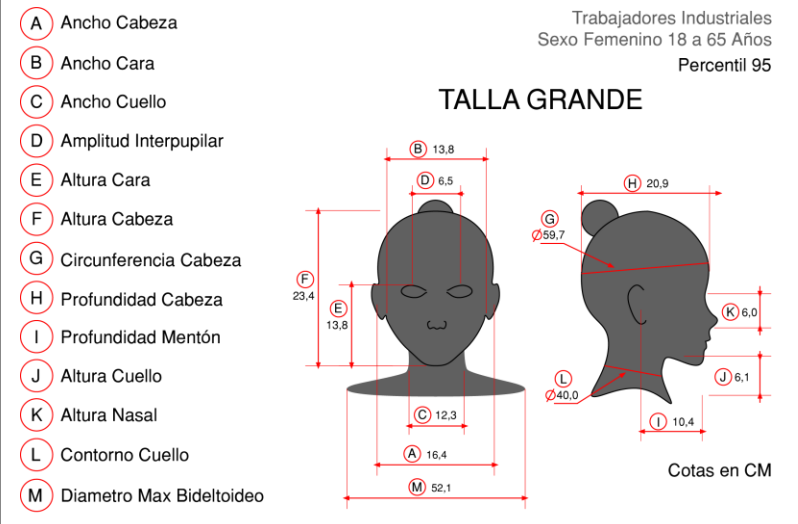 A Ancho Cabeza
B Ancho Cara
C Ancho Cuello
D Amplitud Interpupilar
E Altura Cara
F Altura Cabeza
G Circunferencia Cabeza
H Profundidad Cabeza
I Profundidad Mentón
J Altura Cuello
K Altura Nasal
L Contorno Cuello
M Diametro Max Bideltoideo
Trabajadores Industriales
Sexo Femenino 18 a 65 Años
Percentil 95
TALLA GRANDE
B 13,8
D 6,5
F
23,4
E
13,8
C 12,3
A 16,4
M 52,1
H 20,9
G
Ø59,7
K 6,0
J 6,1
L
Ø40,0
I 10,4
Cotas en CM